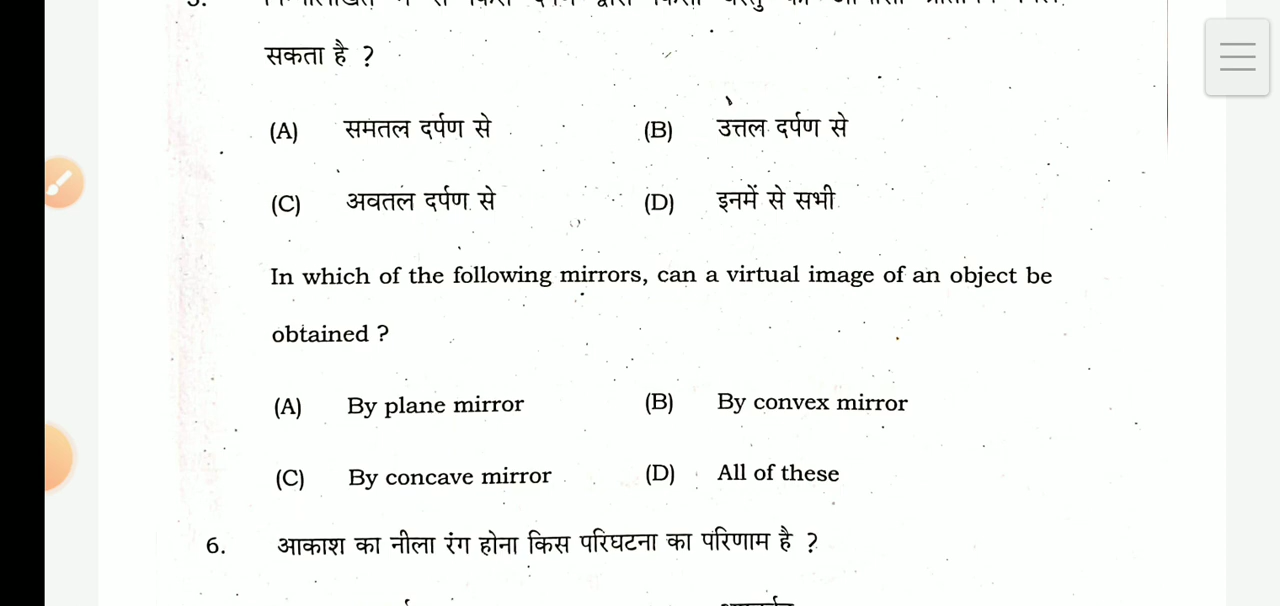 सकता है ?
(A) समतल दर्पण से (B) उत्तल दर्पण से
(C) अवतल दर्पण से (D) इनमें से सभी
In which of the following mirrors, can a virtual image of an object be
obtained ?
(A) By plane mirror (B) By convex mirror
(C) By concave mirror (D) All of these
6. आकाश का नीला रंग होना किस परिघटना का परिणाम है ?